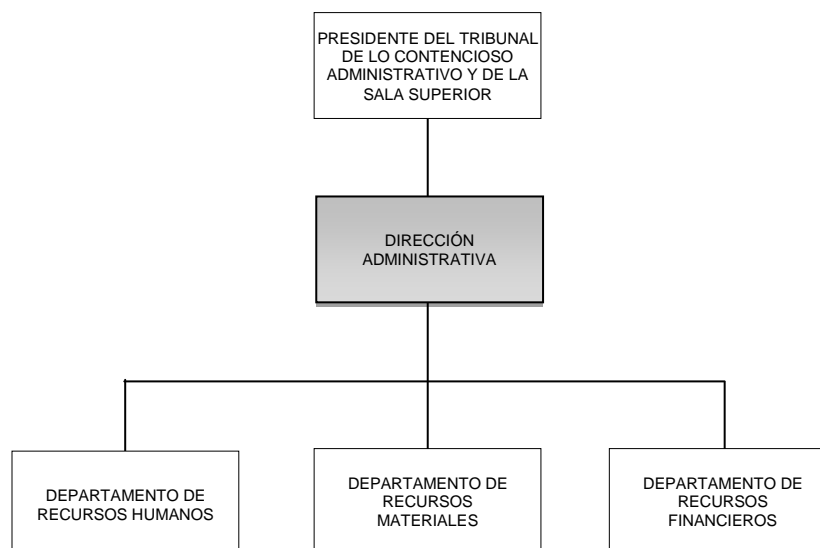 PRESIDENTE DEL TRIBUNAL
DE LO CONTENCIOSO
ADMINISTRATIVO Y DE LA
SALA SUPERIOR
DIRECCIÓN
ADMINISTRATIVA
DEPARTAMENTO DE
RECURSOS HUMANOS
DEPARTAMENTO DE
RECURSOS
MATERIALES
DEPARTAMENTO DE
RECURSOS
FINANCIEROS